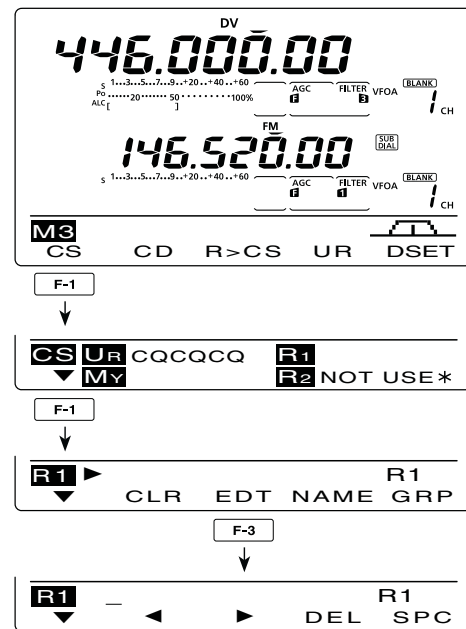 DV
446.000.00
S 1...3...5...7...9..+20..+40..+60 AGC FILTER VFOA BLANK
Po ......20....... 50.........100% F 3 1 CH
ALC [ ]
FM
146.520.00 SUB DIAL
S 1...3...5...7...9..+20..+40..+60 AGC FILTER VFOA BLANK
F 1 1 CH
M3
CS CD R>CS UR DSET
F-1
CS UR CQCQCQ R1
MY R2 NOT USE*
F-1
R1 R1
CLR EDT NAME GRP
F-3
R1 _ R1
DEL SPC